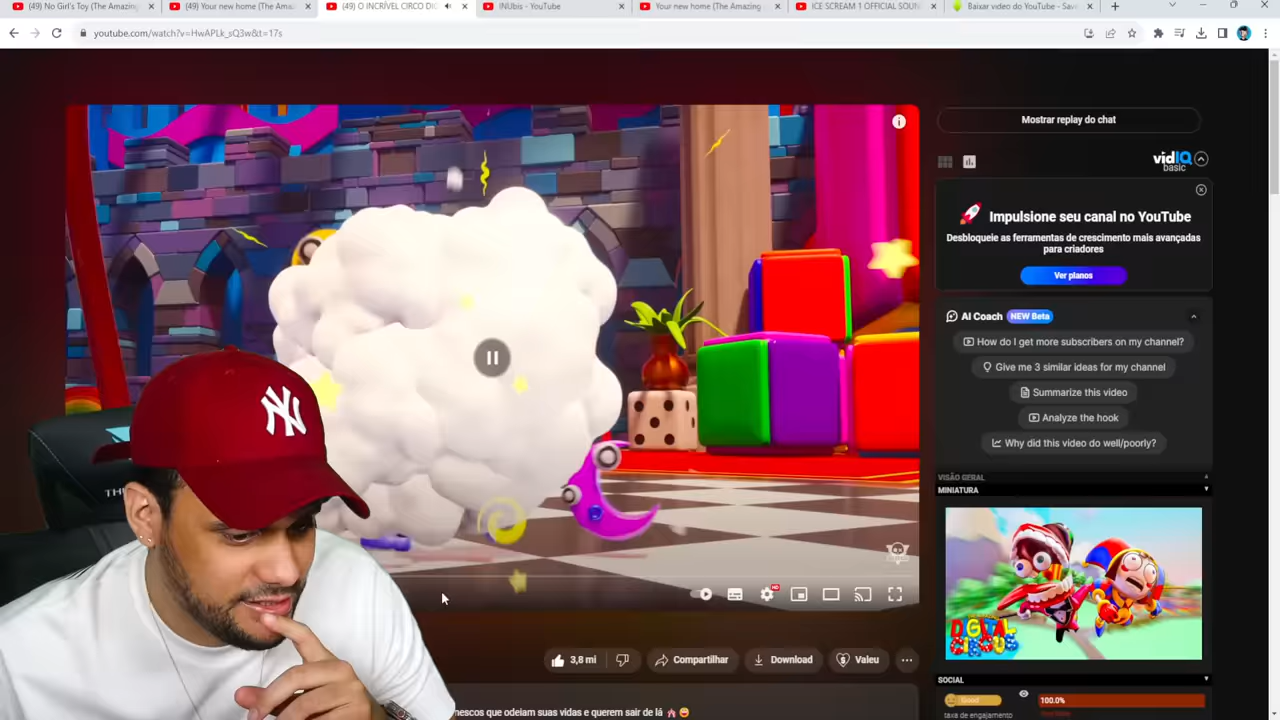 (49) No Girl's Toy (The Amazing
(49) Your new home (The Ama
(49) O INCRÍVEL CIRCO DI
INUbis - YouTube
Your new home (The Amazing
ICE SCREAM 1 OFFICIAL SOUN
Baixar video do YouTube - Save
youtube.com/watch?v=HwAPLk_sQ3w&t=17s
Mostrar replay do chat
vidIQ
basic
Impulsione seu canal no YouTube
Desbloqueie as ferramentas de crescimento mais avançadas
para criadores
Ver planos
AI Coach NEW Beta
How do I get more subscribers on my channel?
Give me 3 similar ideas for my channel
Summarize this video
Analyze the hook
Why did this video do well/poorly?
VISÃO GERAL
MINIATURA
NY
TH
DIGITAL
CIRCUS
HD
3,8 mi
Compartilhar
Download
Valeu
SOCIAL
Good
100.0%
taxa de engajamento
nescos que odeiam suas vidas e querem sair de lá